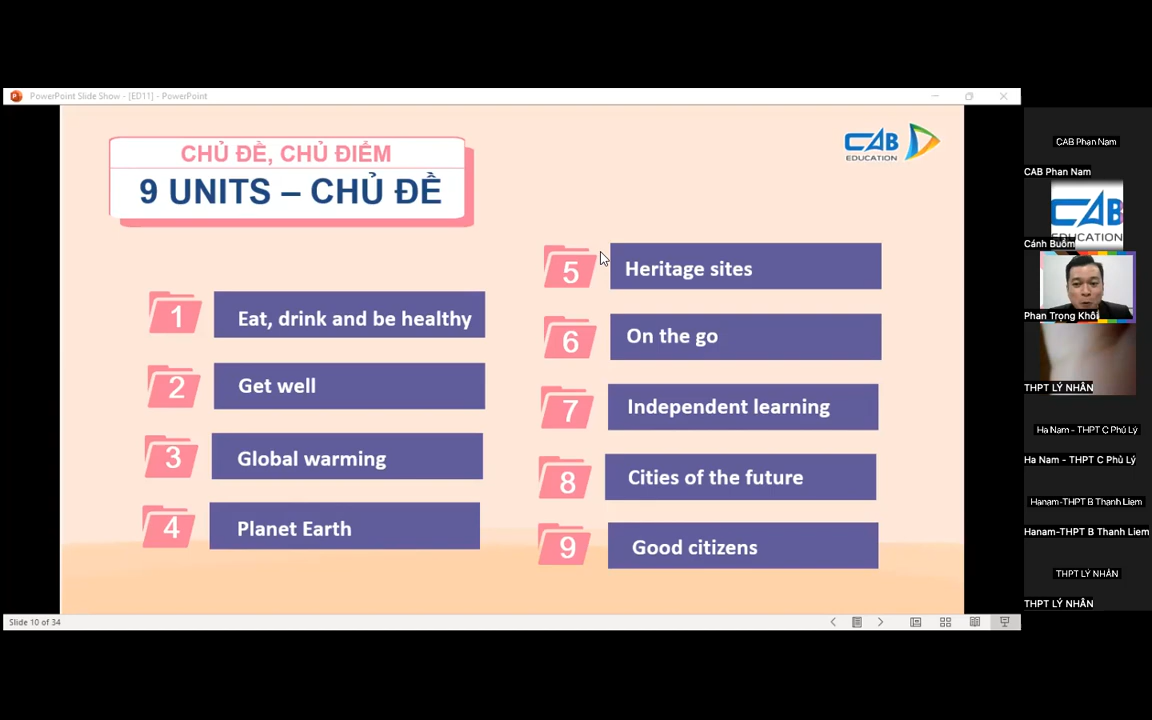 PowerPoint Slide Show - [ED11] - PowerPoint
CHỦ ĐỀ, CHỦ ĐIỂM
9 UNITS – CHỦ ĐỀ
CAB
EDUCATION
1
Eat, drink and be healthy
2
Get well
3
Global warming
4
Planet Earth
5
Heritage sites
6
On the go
7
Independent learning
8
Cities of the future
9
Good citizens
Slide 10 of 34
CAB Phan Nam
CAB Phan Nam
CAB
EDUCATION
Cánh Buồm
Phan Trọng Khôi
THPT LÝ NHÂN
Ha Nam - THPT C Phủ Lý
Ha Nam - THPT C Phủ Lý
Hanam-THPT B Thanh Liem
Hanam-THPT B Thanh Liem
THPT LÝ NHÂN
THPT LÝ NHÂN